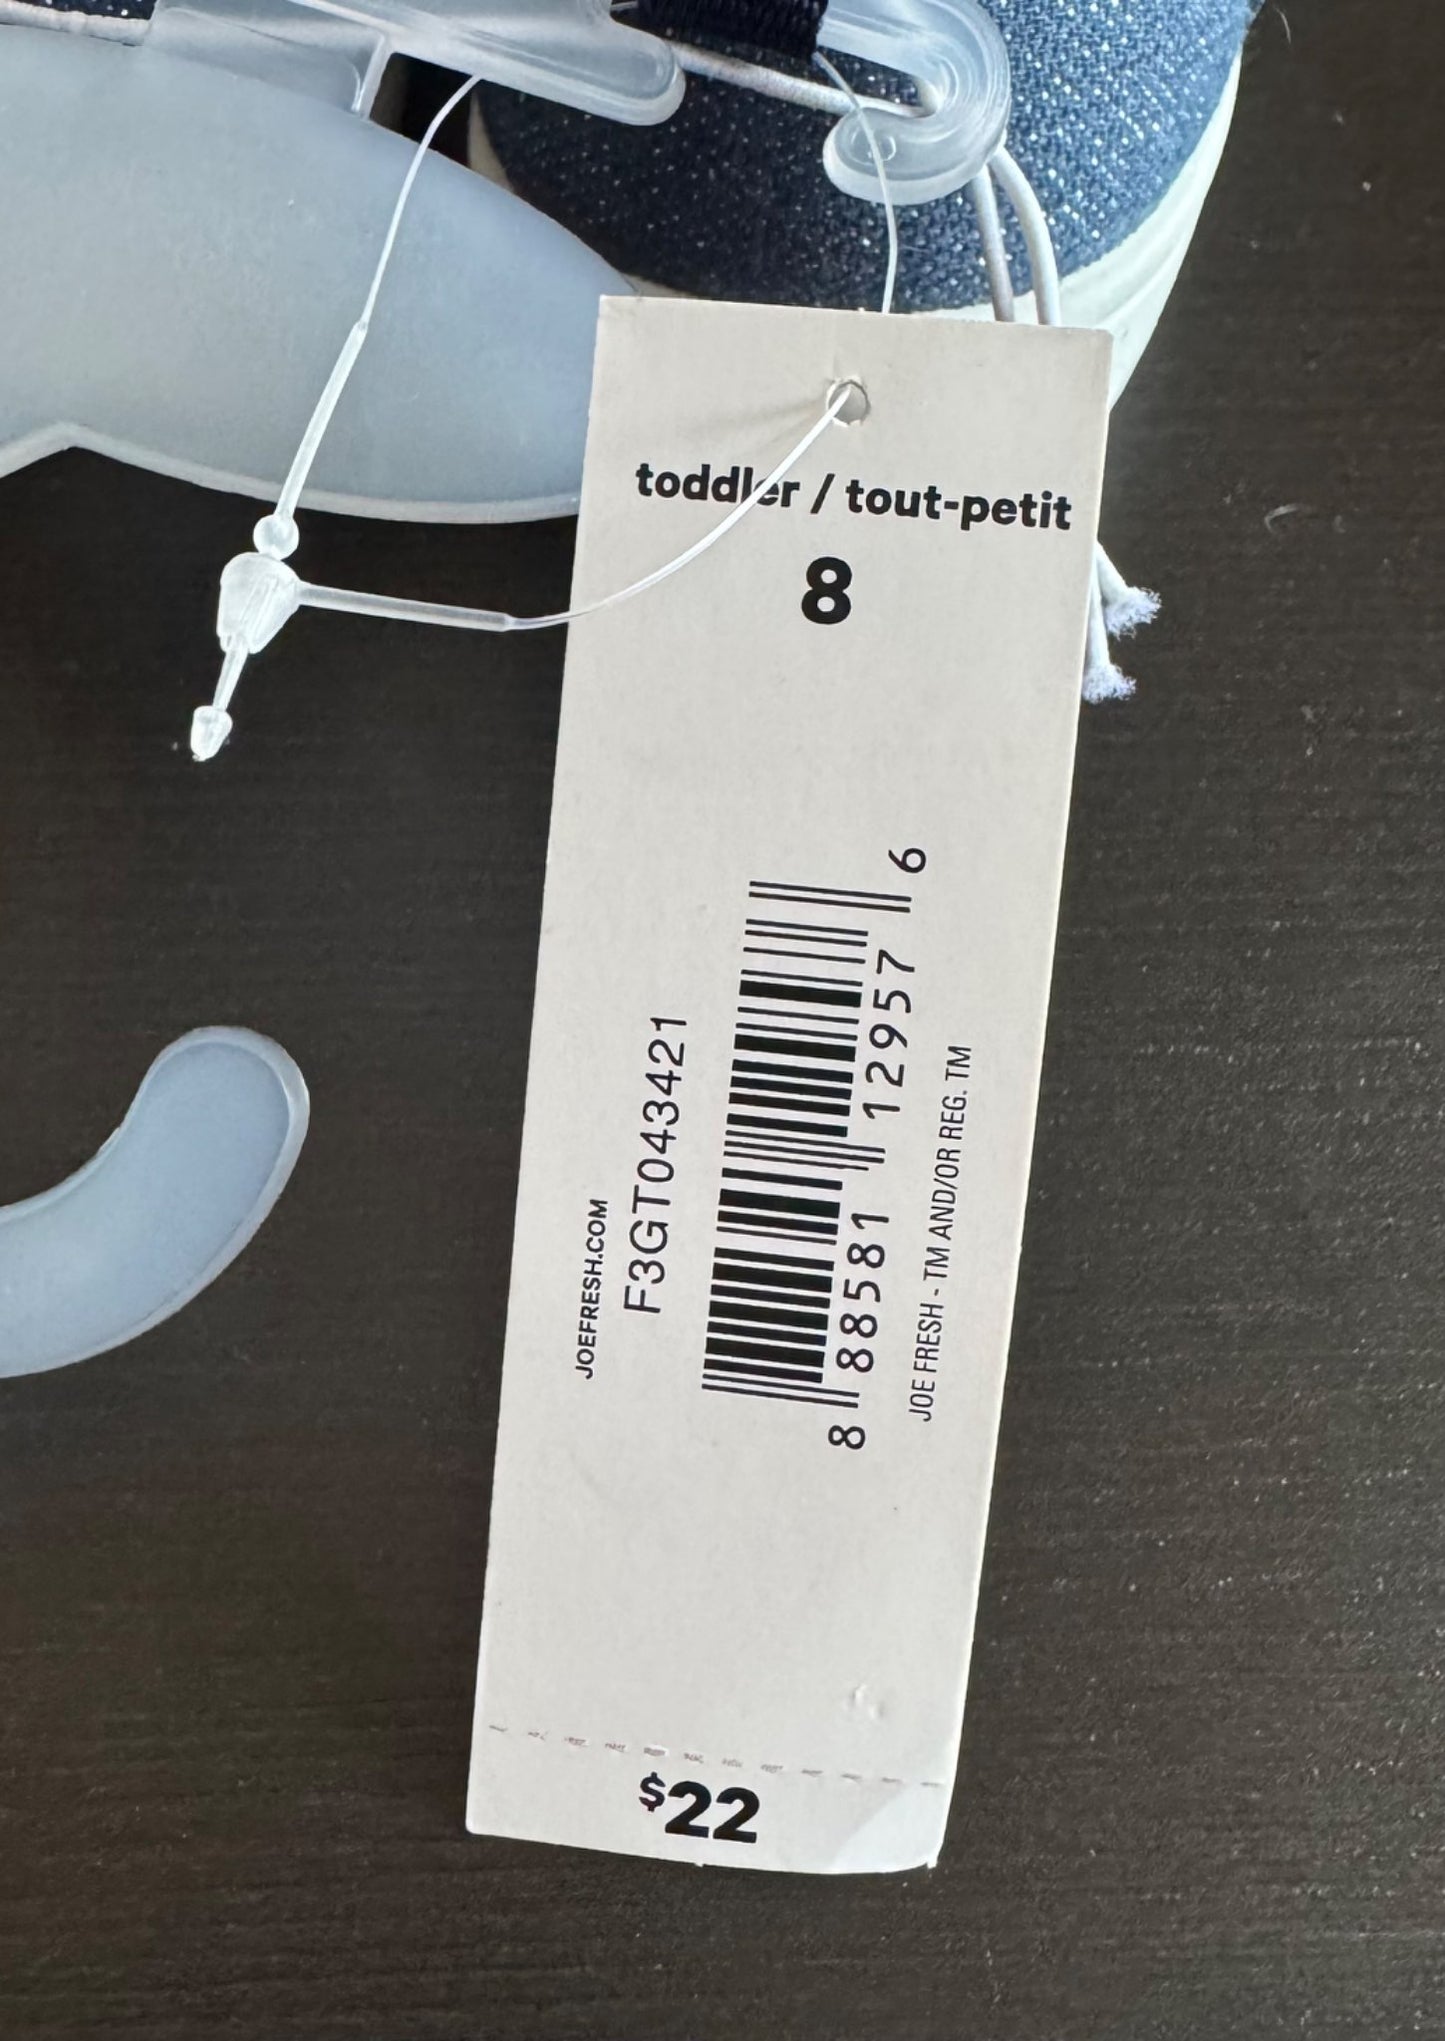 toddler / tout-petit
8
JOEFRESH.COM
F3GT043421
8 88581 12957 6
JOE FRESH - TM AND/OR REG. TM
$22